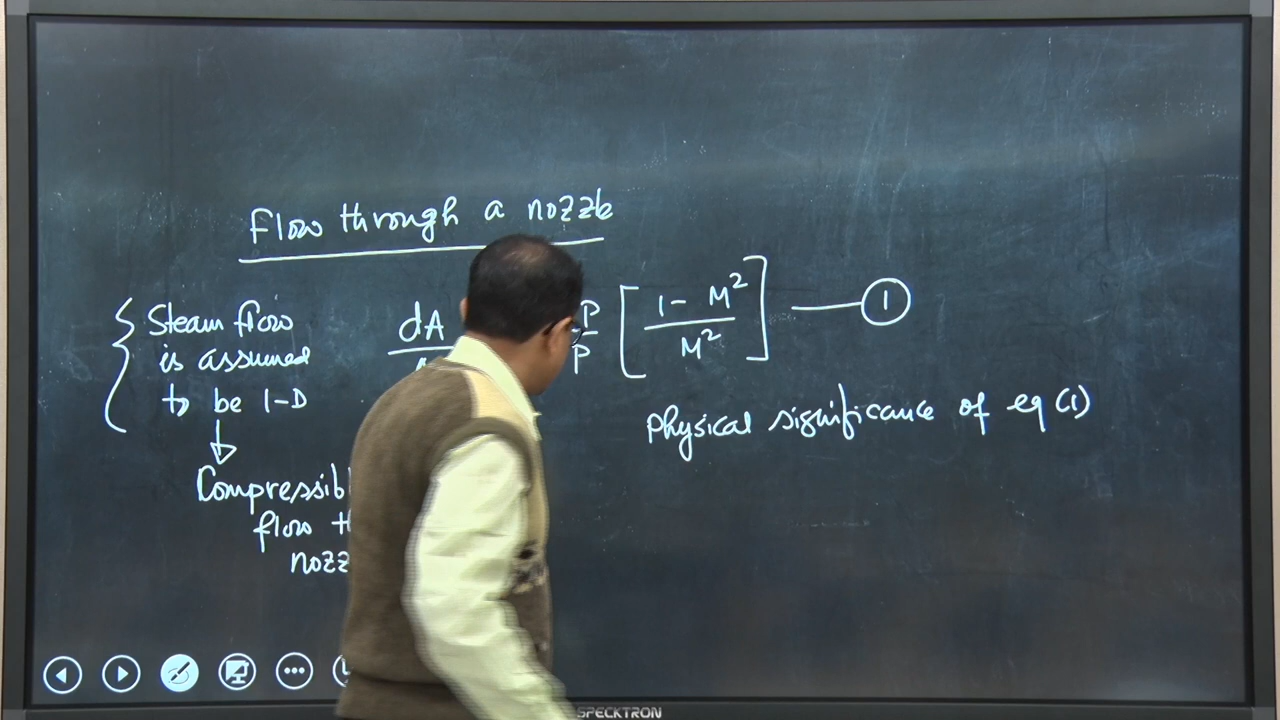 Flow through a nozzle
Steam flow
is assumed
to be 1-D
dA P/P [ 1 - M² / M² ] — 1
Physical significance of eq (1)
Compressibl
flow th
nozz
SPECKTRON